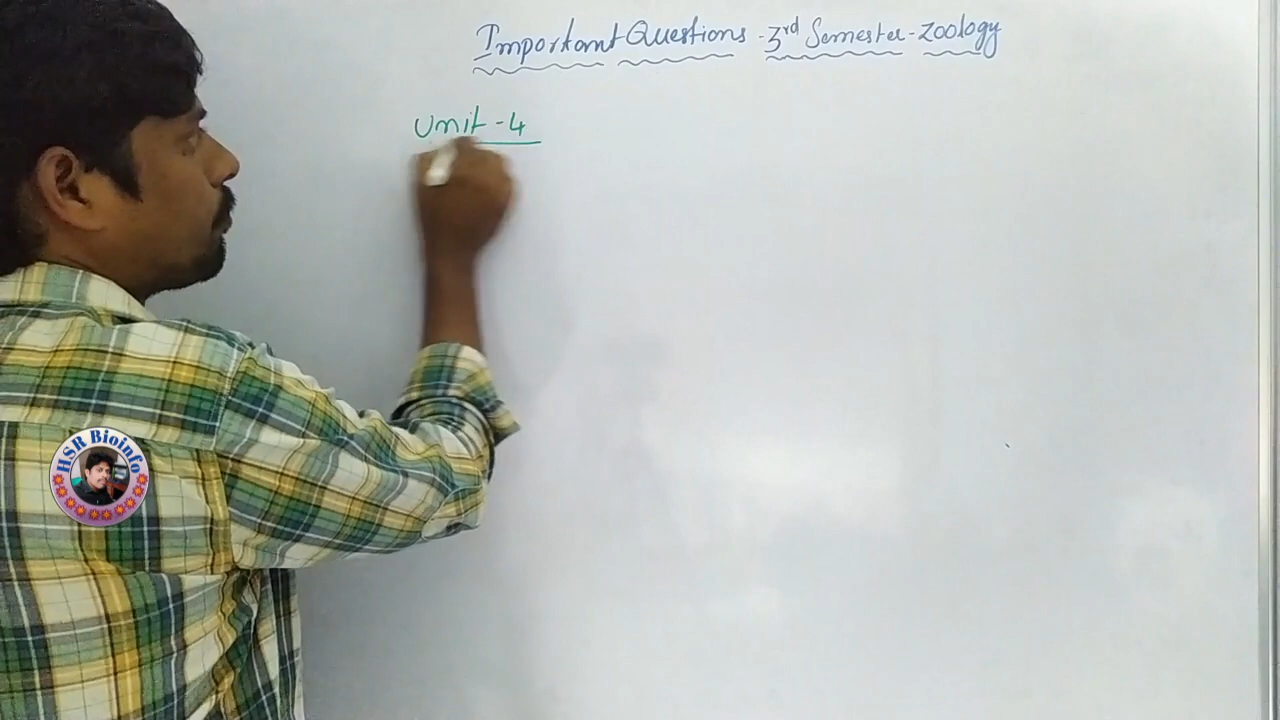 Important Questions - 3rd Semester - Zoology
Unit - 4
HSR Bioinfo